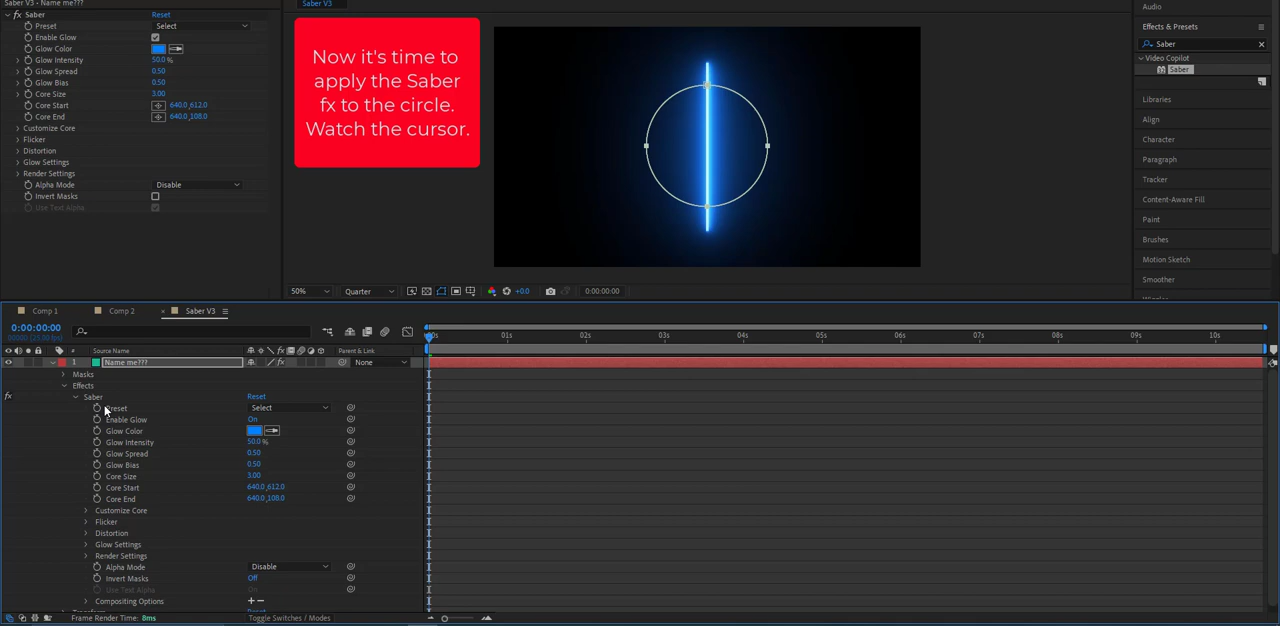 Saber V3 • Name me???
Saber V3
Audio
fx Saber Reset
Preset Select
Enable Glow
Glow Color
Glow Intensity 50.0 %
Glow Spread 0.50
Glow Bias 0.50
Core Size 3.00
Core Start 640.0,612.0
Core End 640.0,108.0
Customize Core
Flicker
Distortion
Glow Settings
Render Settings
Alpha Mode Disable
Invert Masks
Use Text Alpha
Now it's time to
apply the Saber
fx to the circle.
Watch the cursor.
50% Quarter +0.0 0:00:00:00
Effects & Presets
Saber
Video Copilot
Saber
Libraries
Align
Character
Paragraph
Tracker
Content-Aware Fill
Paint
Brushes
Motion Sketch
Smoother
Comp 1 Comp 2 Saber V3
0:00:00:00
00s 01s 02s 03s 04s 05s 06s 07s 08s 09s 10s
# Source Name Parent & Link
1 Name me??? fx None
Masks
Effects
fx Saber Reset
Preset Select
Enable Glow On
Glow Color
Glow Intensity 50.0 %
Glow Spread 0.50
Glow Bias 0.50
Core Size 3.00
Core Start 640.0,612.0
Core End 640.0,108.0
Customize Core
Flicker
Distortion
Glow Settings
Render Settings
Alpha Mode Disable
Invert Masks Off
Use Text Alpha On
Compositing Options + −
Frame Render Time: 8ms Toggle Switches / Modes